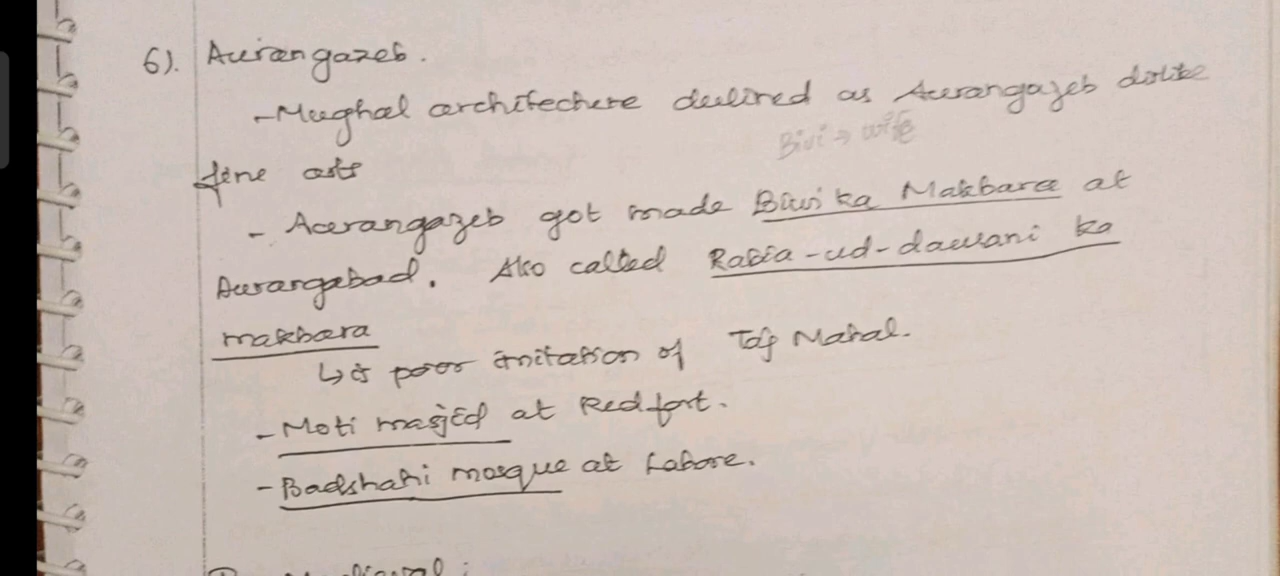 6). Aurangazeb.
- Mughal architechere declined as Aurangazeb dislike
Bivi → wife
fine arts
- Aurangazeb got made Biwi ka Makbara at
Aurangabad. Also called Rabia-ud-daurani ka
makbara
↳ is poor imitation of Taj Mahal.
- Moti masjid at Redfort.
- Badshahi mosque at Lahore.